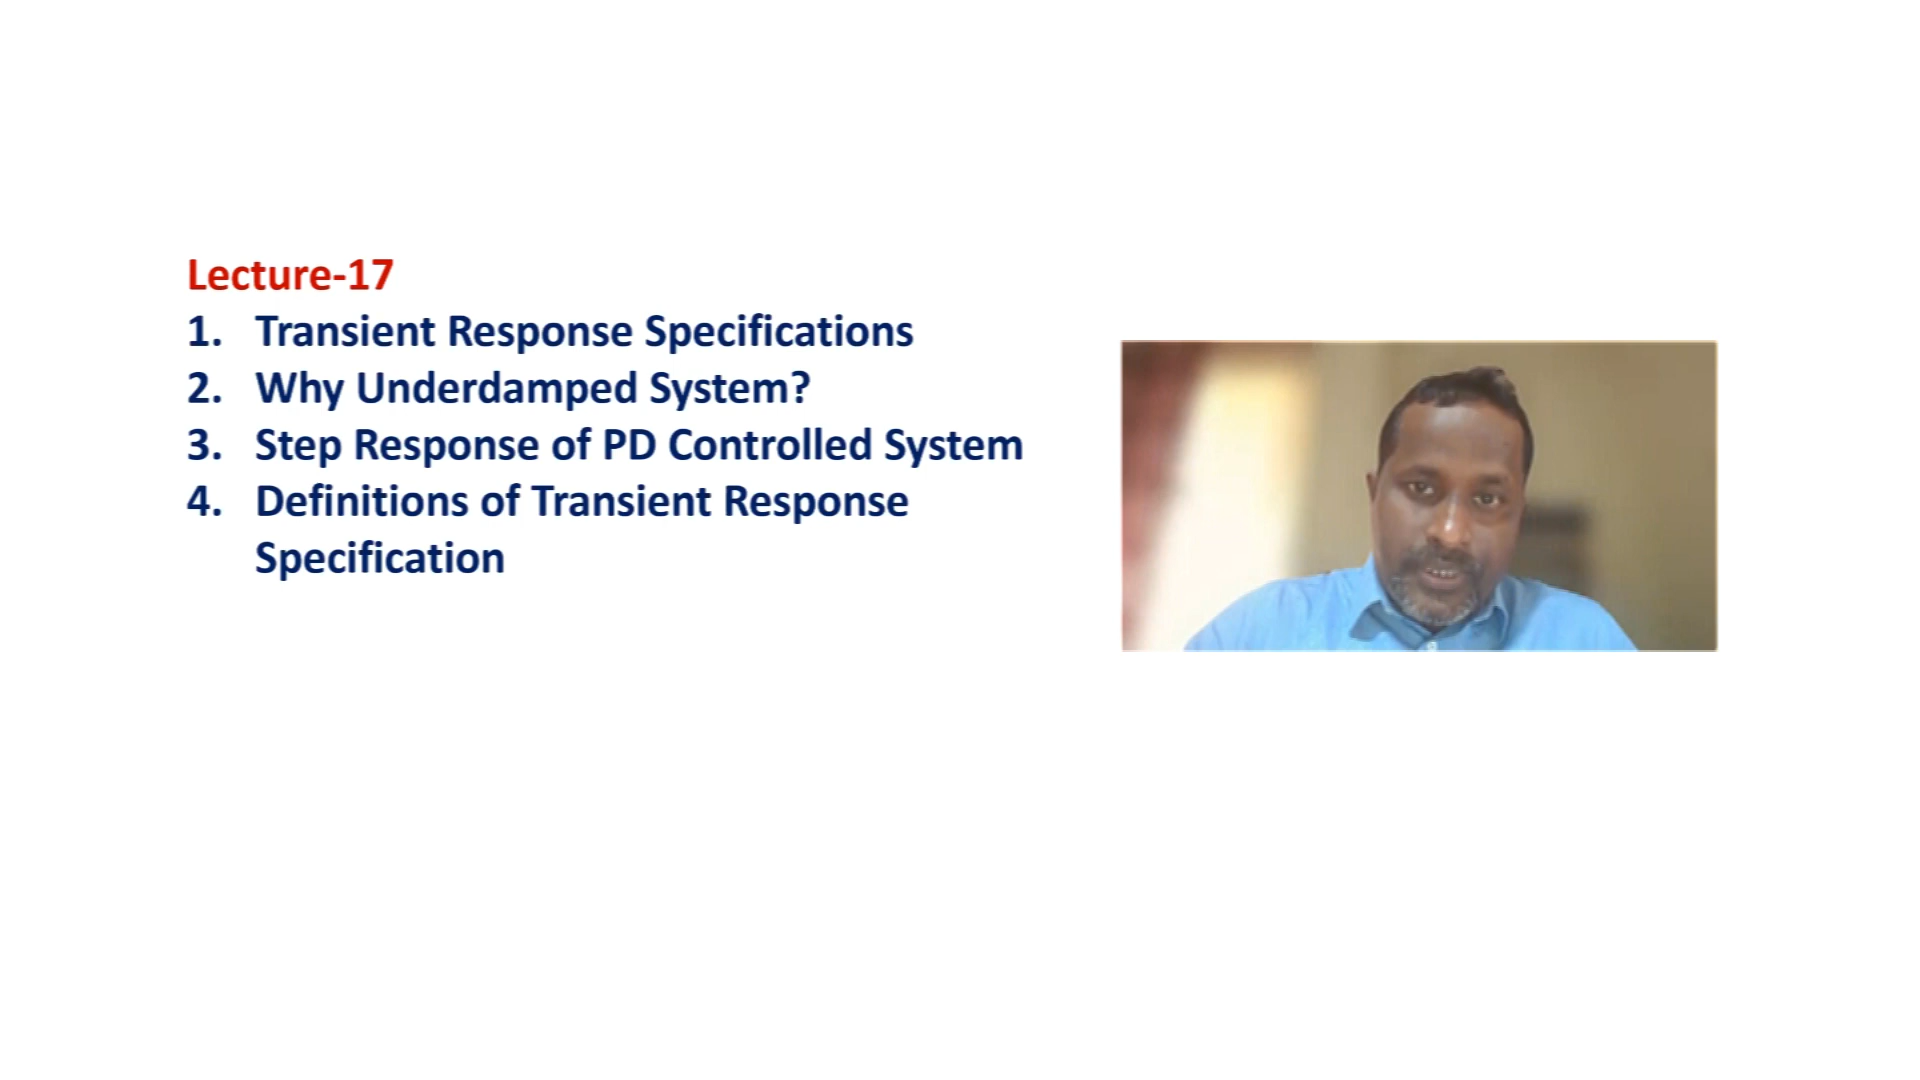 Lecture-17
1. Transient Response Specifications
2. Why Underdamped System?
3. Step Response of PD Controlled System
4. Definitions of Transient Response
Specification